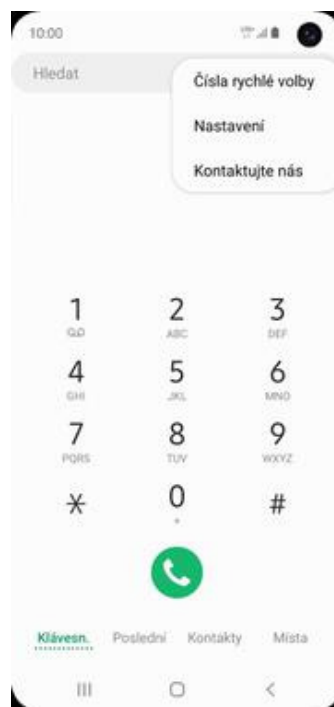 10:00
Hledat
Čísla rychlé volby
Nastavení
Kontaktujte nás
1 2 3
ABC DEF
4 5 6
GHI JKL MNO
7 8 9
PQRS TUV WXYZ
* 0 #
+
Klávesn. Poslední Kontakty Místa